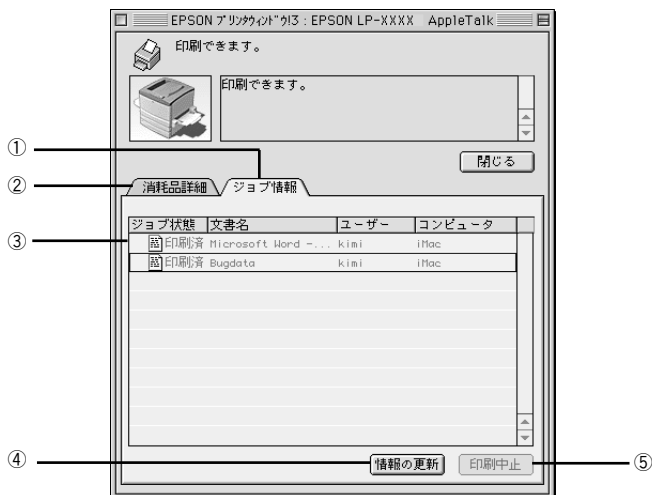 EPSON プリンタウィンドウ!3 : EPSON LP-XXXX AppleTalk
印刷できます。
印刷できます。
閉じる
①
②
消耗品詳細 ジョブ情報
ジョブ状態 文書名 ユーザー コンピュータ
③
印刷済 Microsoft Word -... kimi iMac
印刷済 Bugdata kimi iMac
④
情報の更新 印刷中止
⑤